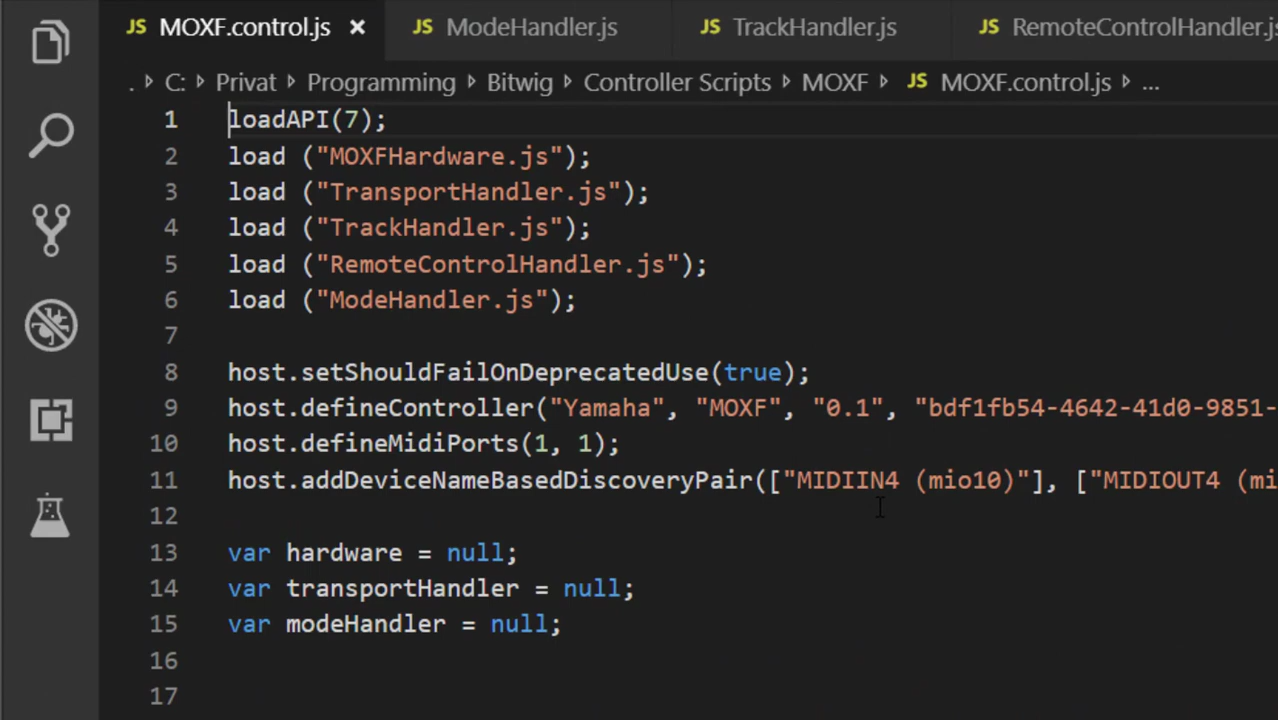 JS MOXF.control.js × JS ModeHandler.js JS TrackHandler.js JS RemoteControlHandler.js
. > C: > Privat > Programming > Bitwig > Controller Scripts > MOXF > JS MOXF.control.js > ...
1 loadAPI(7);
2 load ("MOXFHardware.js");
3 load ("TransportHandler.js");
4 load ("TrackHandler.js");
5 load ("RemoteControlHandler.js");
6 load ("ModeHandler.js");
7
8 host.setShouldFailOnDeprecatedUse(true);
9 host.defineController("Yamaha", "MOXF", "0.1", "bdf1fb54-4642-41d0-9851-
10 host.defineMidiPorts(1, 1);
11 host.addDeviceNameBasedDiscoveryPair(["MIDIIN4 (mio10)"], ["MIDIOUT4 (mi
12
13 var hardware = null;
14 var transportHandler = null;
15 var modeHandler = null;
16
17